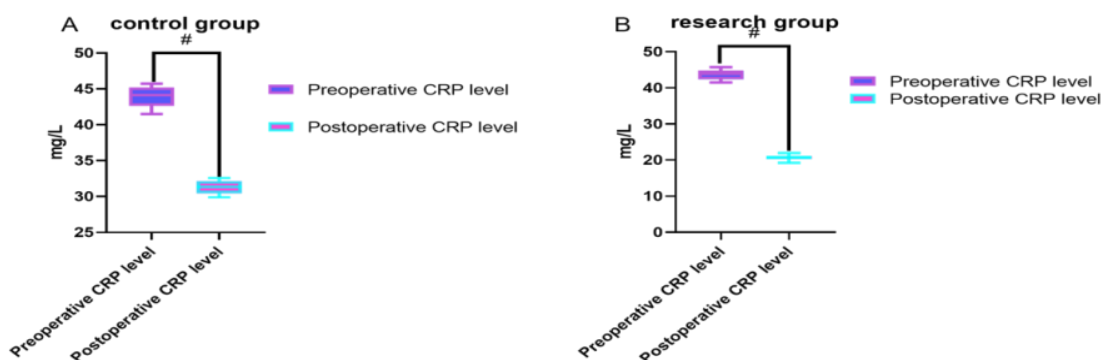 A
control group
#
50
45
40
35
30
25
mg/L
Preoperative CRP level
Postoperative CRP level
Preoperative CRP level
Postoperative CRP level
B
research group
#
50
40
30
20
10
0
mg/L
Preoperative CRP level
Postoperative CRP level
Preoperative CRP level
Postoperative CRP level